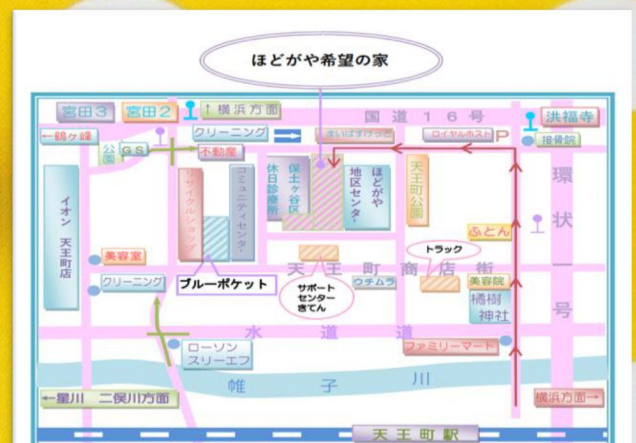 ほどがや希望の家
宮田3
宮田2
↑横浜方面
国道16号
洪福寺
←鶴ヶ峰
公園
GS
クリーニング
不動産
まいばすけっと
ロイヤルホスト
P
接骨院
イオン 天王町店
リサイクルショップ
コミュニティセンター
保土ヶ谷区
休日診療所
ほどがや
地区センター
天王町公園
環状一号
ふとん
美容室
クリーニング
ブルーポケット
天王町商店街
サポート
センター
きてん
ウチムラ
トラック
美容院
橘樹
神社
水道道
ローソン
スリーエフ
ファミリーマート
帷子川
←星川 二俣川方面
横浜方面→
天王町駅